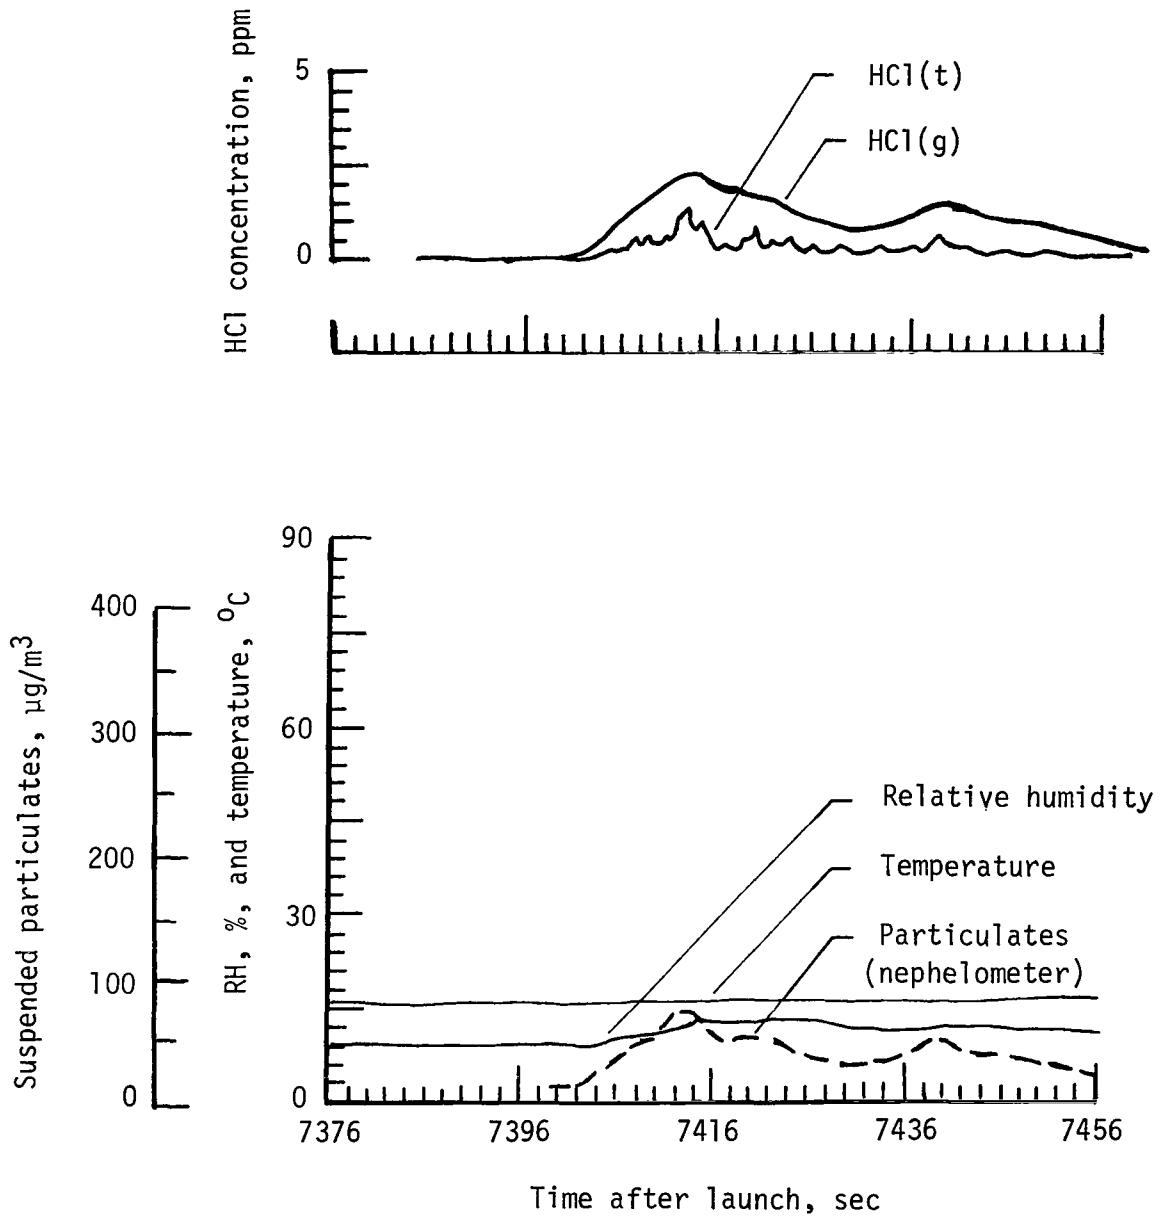 HCl concentration, ppm
5
0
HCl(t)
HCl(g)
Suspended particulates, µg/m3
400
300
200
100
0
RH, %, and temperature, ºC
90
60
30
0
Relative humidity
Temperature
Particulates
(nephelometer)
7376 7396 7416 7436 7456
Time after launch, sec